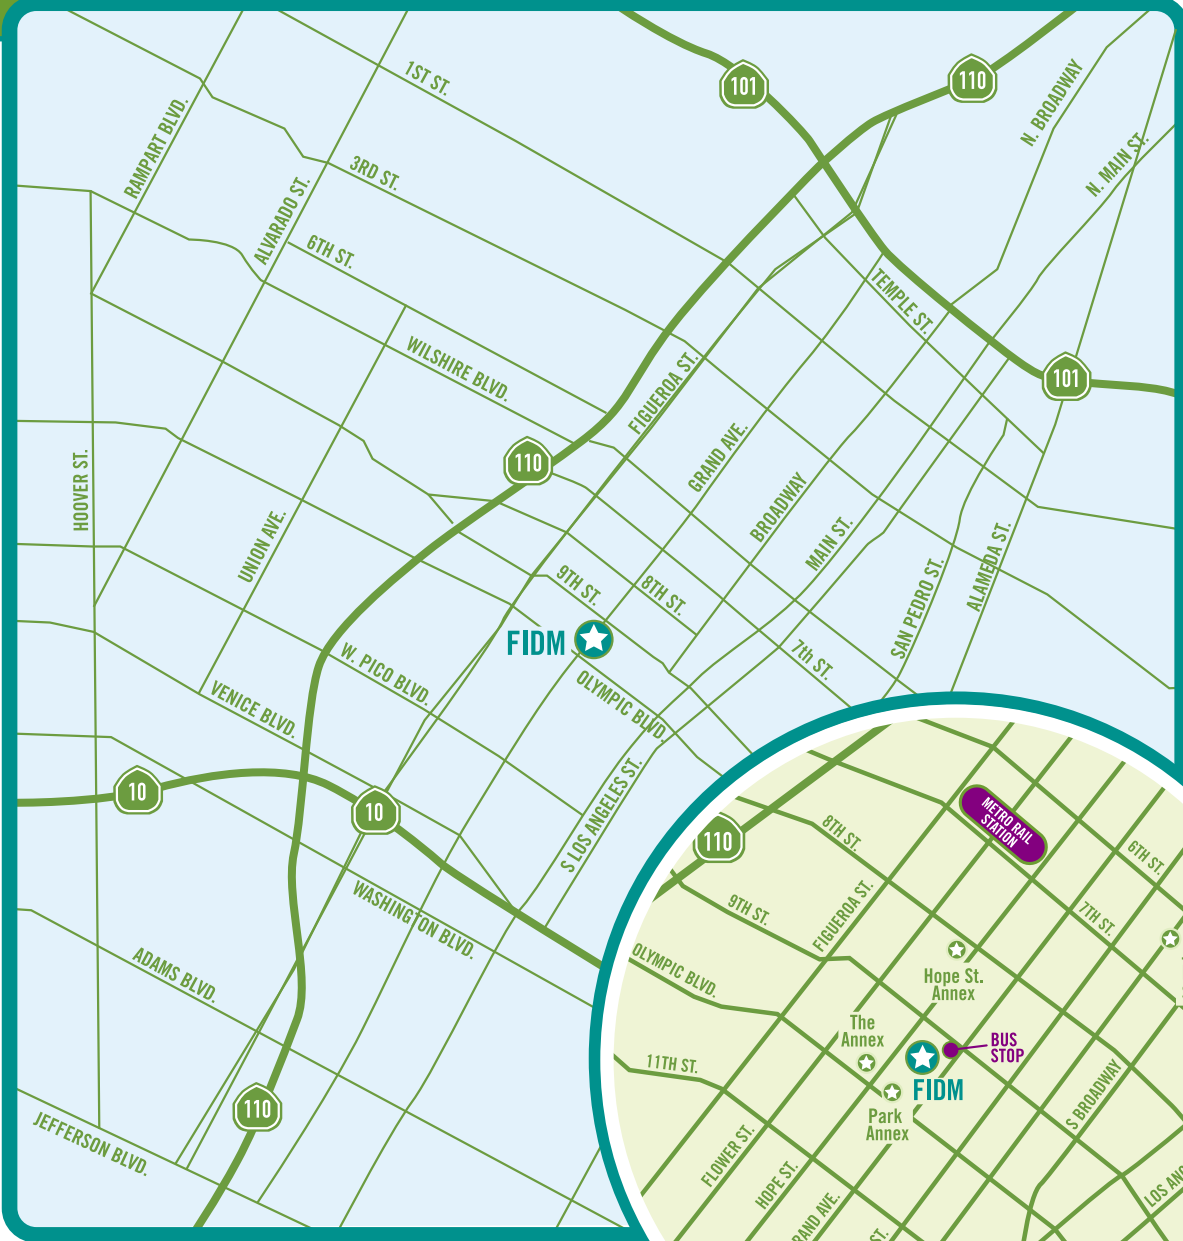 101
110
1ST ST.
N. BROADWAY
RAMPART BLVD.
3RD ST.
N. MAIN ST.
ALVARADO ST.
6TH ST.
TEMPLE ST.
WILSHIRE BLVD.
FIGUEROA ST.
101
110
GRAND AVE.
HOOVER ST.
BROADWAY
UNION AVE.
MAIN ST.
ALAMEDA ST.
9TH ST.
8TH ST.
SAN PEDRO ST.
FIDM
7th ST.
W. PICO BLVD.
OLYMPIC BLVD.
VENICE BLVD.
10
10
S LOS ANGELES ST.
WASHINGTON BLVD.
ADAMS BLVD.
110
JEFFERSON BLVD.
METRO RAIL
STATION
110
8TH ST.
6TH ST.
9TH ST.
FIGUEROA ST.
7TH ST.
OLYMPIC BLVD.
Hope St.
Annex
The
Annex
BUS
STOP
11TH ST.
FIDM
Park
Annex
S BROADWAY
FLOWER ST.
HOPE ST.
RAND AVE.
LOS ANG
ST.